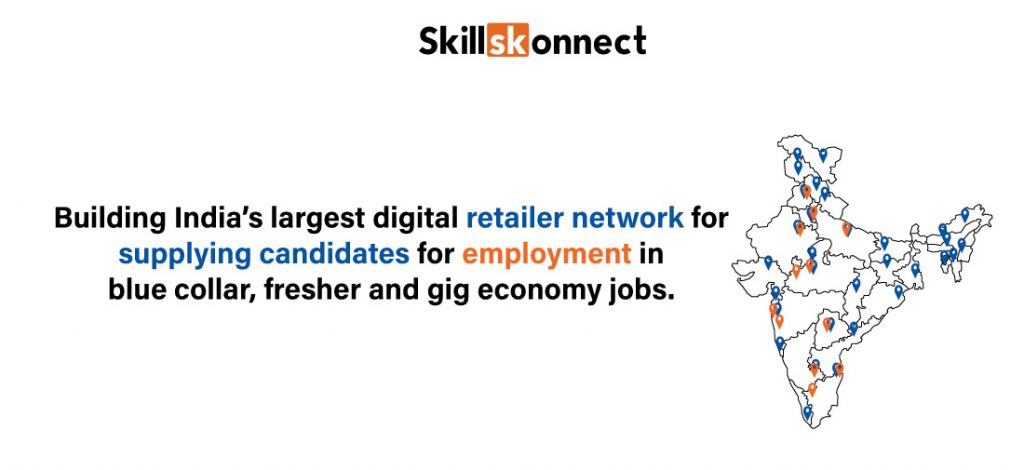 Skillskonnect
Building India's largest digital retailer network for
supplying candidates for employment in
blue collar, fresher and gig economy jobs.